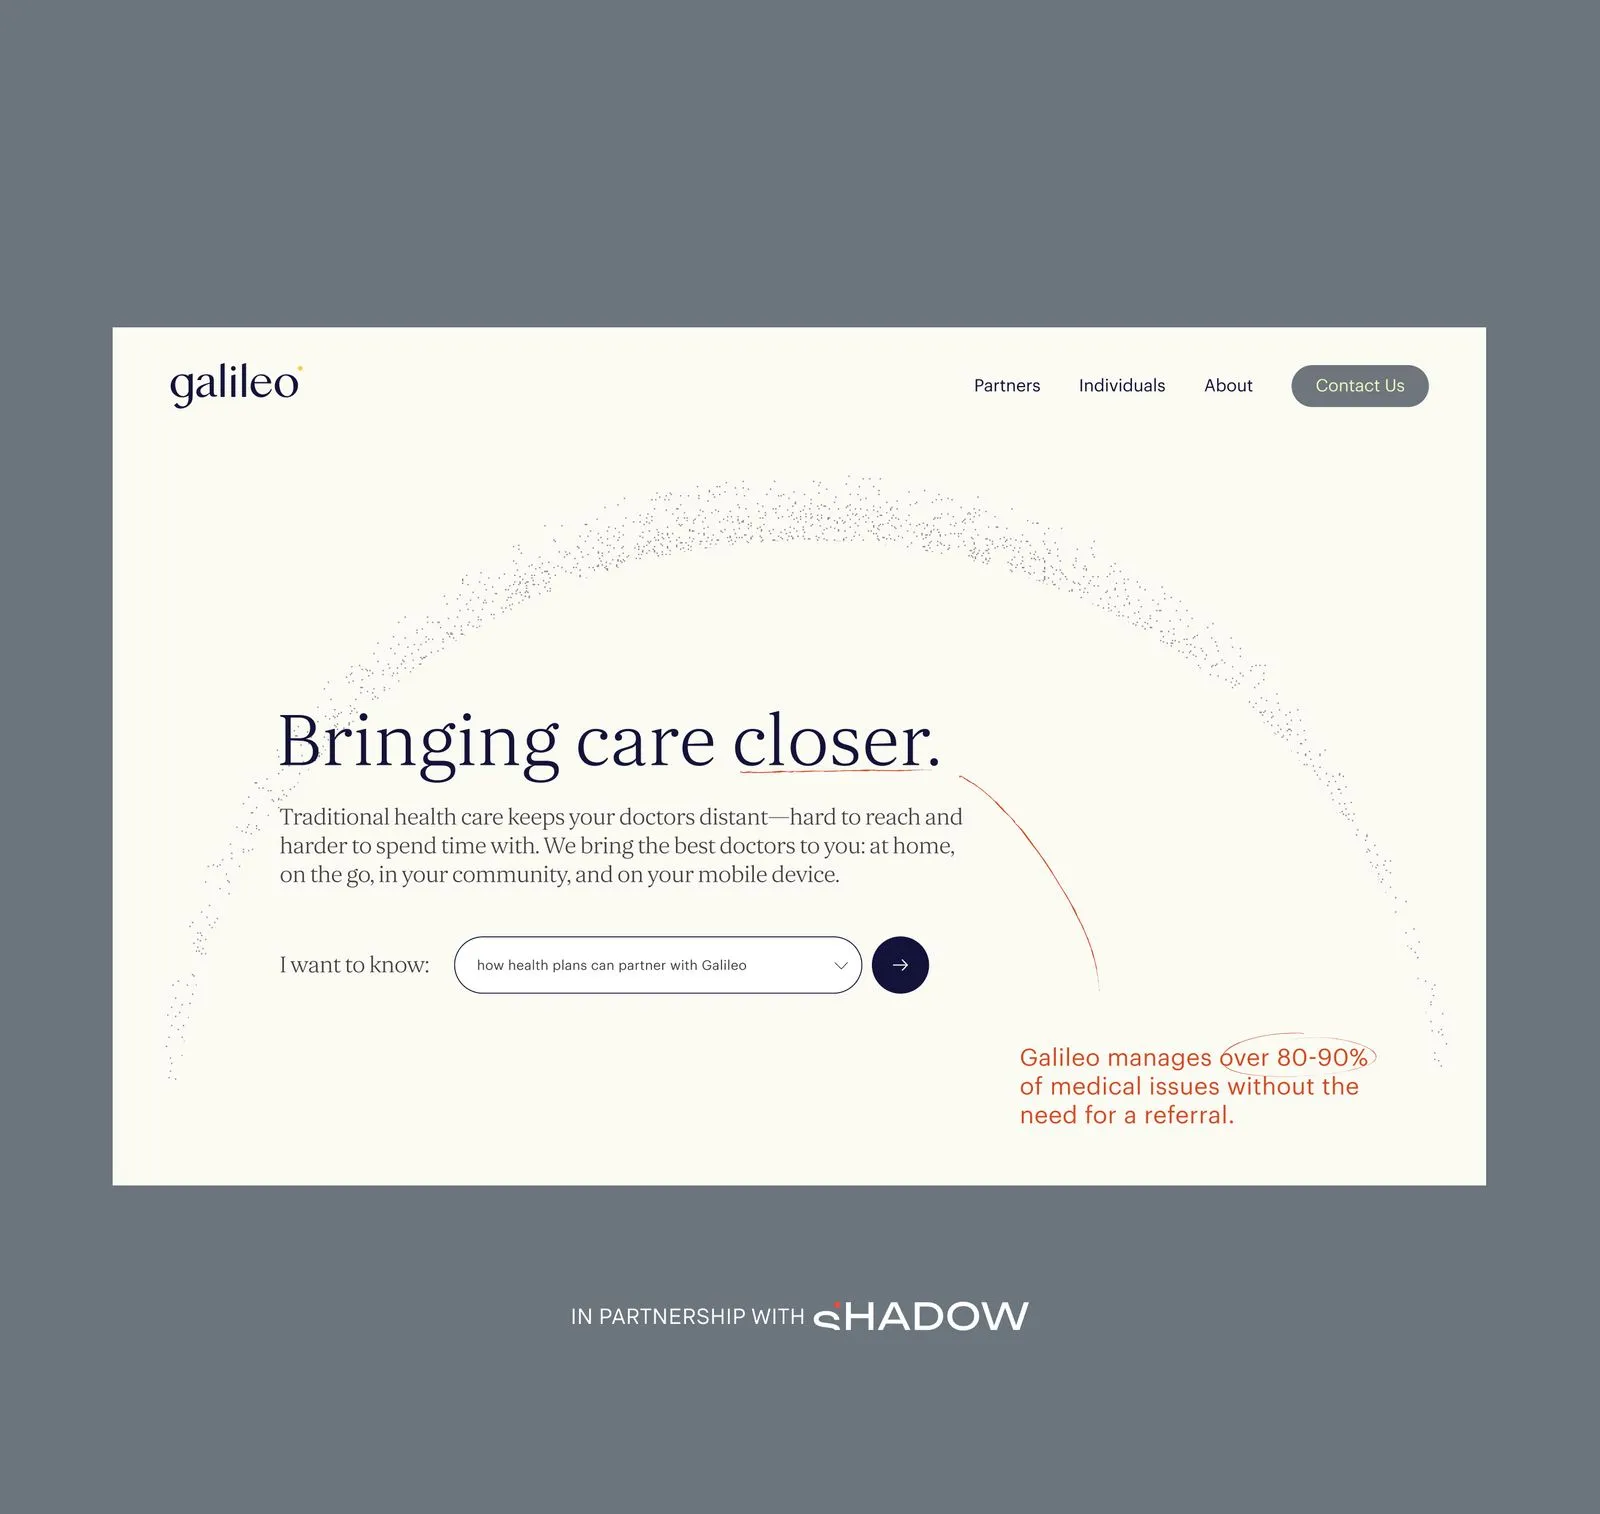 galileo
Partners Individuals About Contact Us
Bringing care closer.
Traditional health care keeps your doctors distant—hard to reach and
harder to spend time with. We bring the best doctors to you: at home,
on the go, in your community, and on your mobile device.
I want to know: how health plans can partner with Galileo
Galileo manages over 80-90%
of medical issues without the
need for a referral.
IN PARTNERSHIP WITH sHADOW